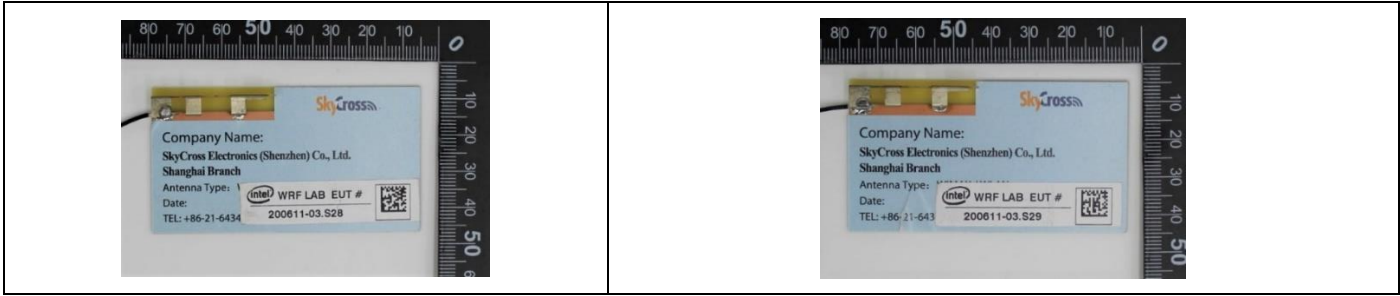 80 70 60 50 40 30 20 10 0
10
20
30
40
50
6
SkyCross
Company Name:
SkyCross Electronics (Shenzhen) Co., Ltd.
Shanghai Branch
Antenna Type:
Date:
TEL: +86-21-6434
intel WRF LAB EUT #
200611-03.S28
80 70 60 50 40 30 20 10 0
10
20
30
40
50
SkyCross
Company Name:
SkyCross Electronics (Shenzhen) Co., Ltd.
Shanghai Branch
Antenna Type:
Date:
TEL: +86-21-643
intel WRF LAB EUT #
200611-03.S29